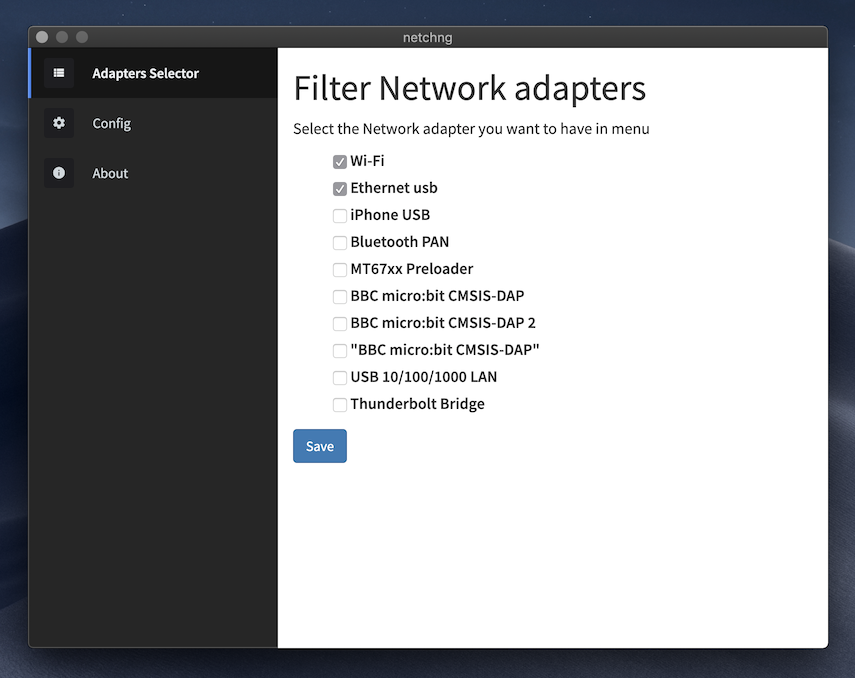 netchng
Adapters Selector
Config
About
Filter Network adapters
Select the Network adapter you want to have in menu
Wi-Fi
Ethernet usb
iPhone USB
Bluetooth PAN
MT67xx Preloader
BBC micro:bit CMSIS-DAP
BBC micro:bit CMSIS-DAP 2
"BBC micro:bit CMSIS-DAP"
USB 10/100/1000 LAN
Thunderbolt Bridge
Save